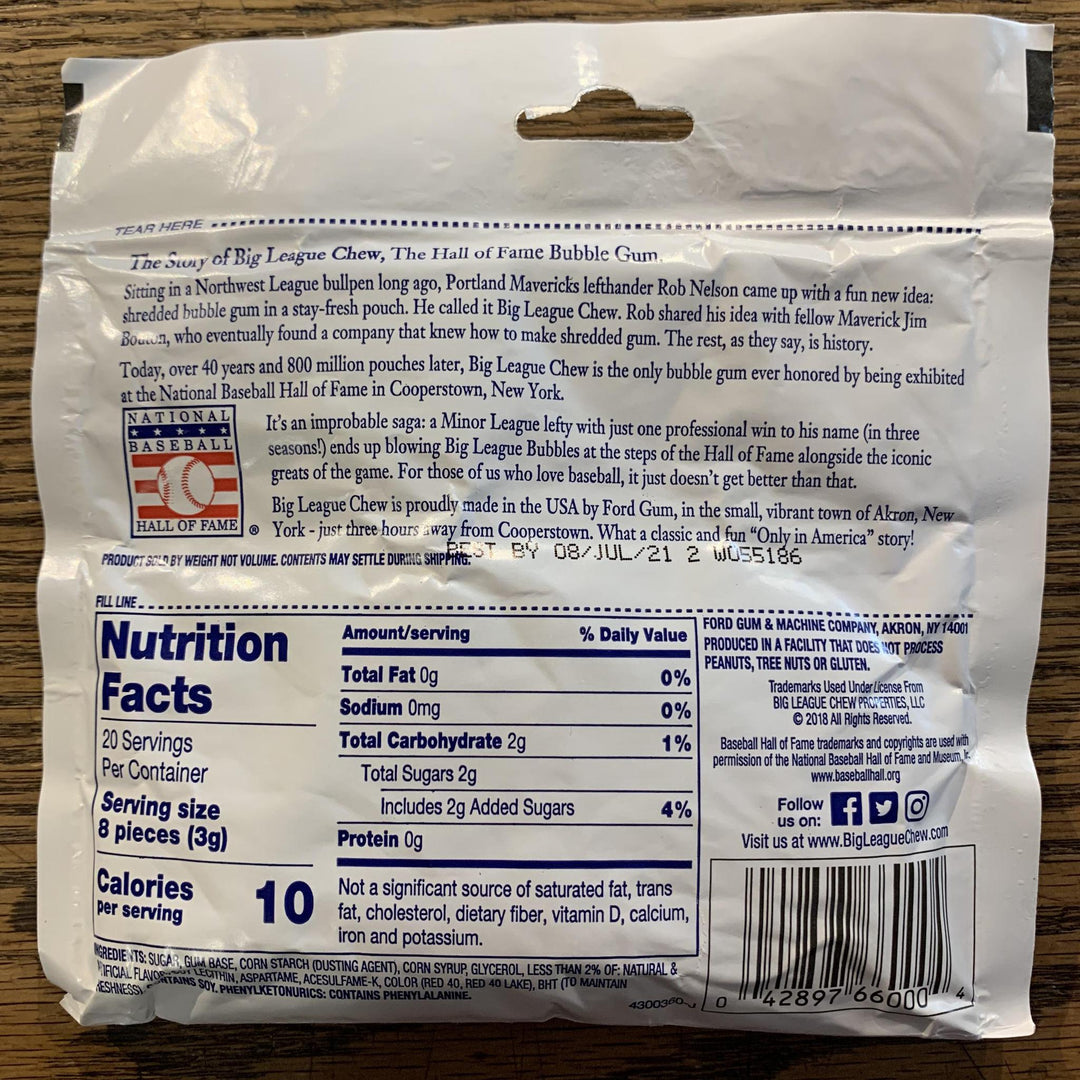 TEAR HERE
The Story of Big League Chew, The Hall of Fame Bubble Gum.
Sitting in a Northwest League bullpen long ago, Portland Mavericks lefthander Rob Nelson came up with a fun new idea:
shredded bubble gum in a stay-fresh pouch. He called it Big League Chew. Rob shared his idea with fellow Maverick Jim
Bouton, who eventually found a company that knew how to make shredded gum. The rest, as they say, is history.
Today, over 40 years and 800 million pouches later, Big League Chew is the only bubble gum ever honored by being exhibited
at the National Baseball Hall of Fame in Cooperstown, New York.
NATIONAL
BASEBALL
HALL OF FAME ®
It's an improbable saga: a Minor League lefty with just one professional win to his name (in three
seasons!) ends up blowing Big League Bubbles at the steps of the Hall of Fame alongside the iconic
greats of the game. For those of us who love baseball, it just doesn't get better than that.
Big League Chew is proudly made in the USA by Ford Gum, in the small, vibrant town of Akron, New
York - just three hours away from Cooperstown. What a classic and fun "Only in America" story!
BEST BY 08/JUL/21 2 W055186
PRODUCT SOLD BY WEIGHT NOT VOLUME. CONTENTS MAY SETTLE DURING SHIPPING.
FILL LINE
Nutrition
Facts
20 Servings
Per Container
Serving size
8 pieces (3g)
Calories
per serving
10
Amount/serving % Daily Value
Total Fat 0g 0%
Sodium 0mg 0%
Total Carbohydrate 2g 1%
Total Sugars 2g
Includes 2g Added Sugars 4%
Protein 0g
Not a significant source of saturated fat, trans
fat, cholesterol, dietary fiber, vitamin D, calcium,
iron and potassium.
INGREDIENTS: SUGAR, GUM BASE, CORN STARCH (DUSTING AGENT), CORN SYRUP, GLYCEROL, LESS THAN 2% OF: NATURAL &
LECITHIN, ASPARTAME, ACESULFAME-K, COLOR (RED 40, RED 40 LAKE), BHT (TO MAINTAIN
SOY. PHENYLKETONURICS: CONTAINS PHENYLALANINE.
FORD GUM & MACHINE COMPANY, AKRON, NY 14001
PRODUCED IN A FACILITY THAT DOES NOT PROCESS
PEANUTS, TREE NUTS OR GLUTEN.
Trademarks Used Under License From
BIG LEAGUE CHEW PROPERTIES, LLC
© 2018 All Rights Reserved.
Baseball Hall of Fame trademarks and copyrights are used with
permission of the National Baseball Hall of Fame and Museum,
www.baseballhall.org
Follow
us on:
Visit us at www.BigLeagueChew.com
0 42897 66000 4